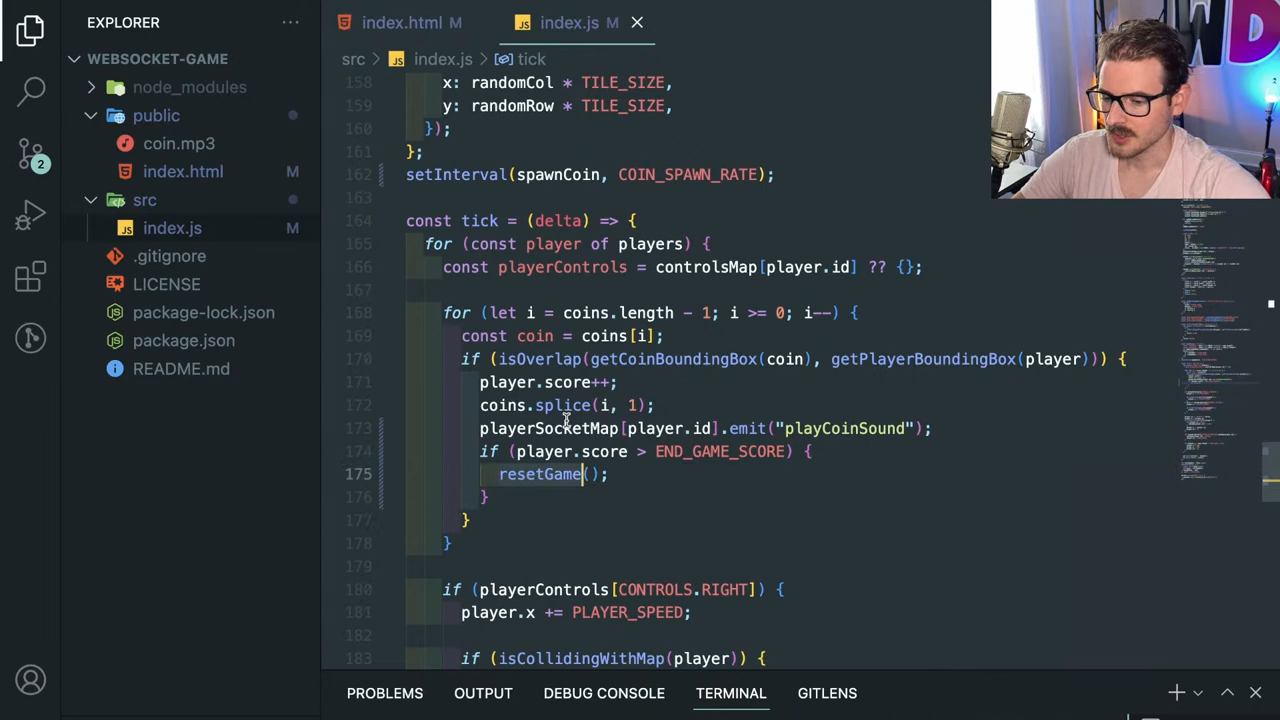 EXPLORER
WEBSOCKET-GAME
node_modules
public
coin.mp3
index.html M
src
index.js M
.gitignore
LICENSE
package-lock.json
package.json
README.md
2
index.html M
JS index.js M
src JS index.js tick
158 x: randomCol * TILE_SIZE,
159 y: randomRow * TILE_SIZE,
160 });
161 };
162 setInterval(spawnCoin, COIN_SPAWN_RATE);
163
164 const tick = (delta) => {
165 for (const player of players) {
166 const playerControls = controlsMap[player.id] ?? {};
167
168 for (let i = coins.length - 1; i >= 0; i--) {
169 const coin = coins[i];
170 if (isOverlap(getCoinBoundingBox(coin), getPlayerBoundingBox(player))) {
171 player.score++;
172 coins.splice(i, 1);
173 playerSocketMap[player.id].emit("playCoinSound");
174 if (player.score > END_GAME_SCORE) {
175 resetGame();
176 }
177 }
178 }
179
180 if (playerControls[CONTROLS.RIGHT]) {
181 player.x += PLAYER_SPEED;
182
183 if (isCollidingWithMap(player)) {
PROBLEMS OUTPUT DEBUG CONSOLE TERMINAL GITLENS